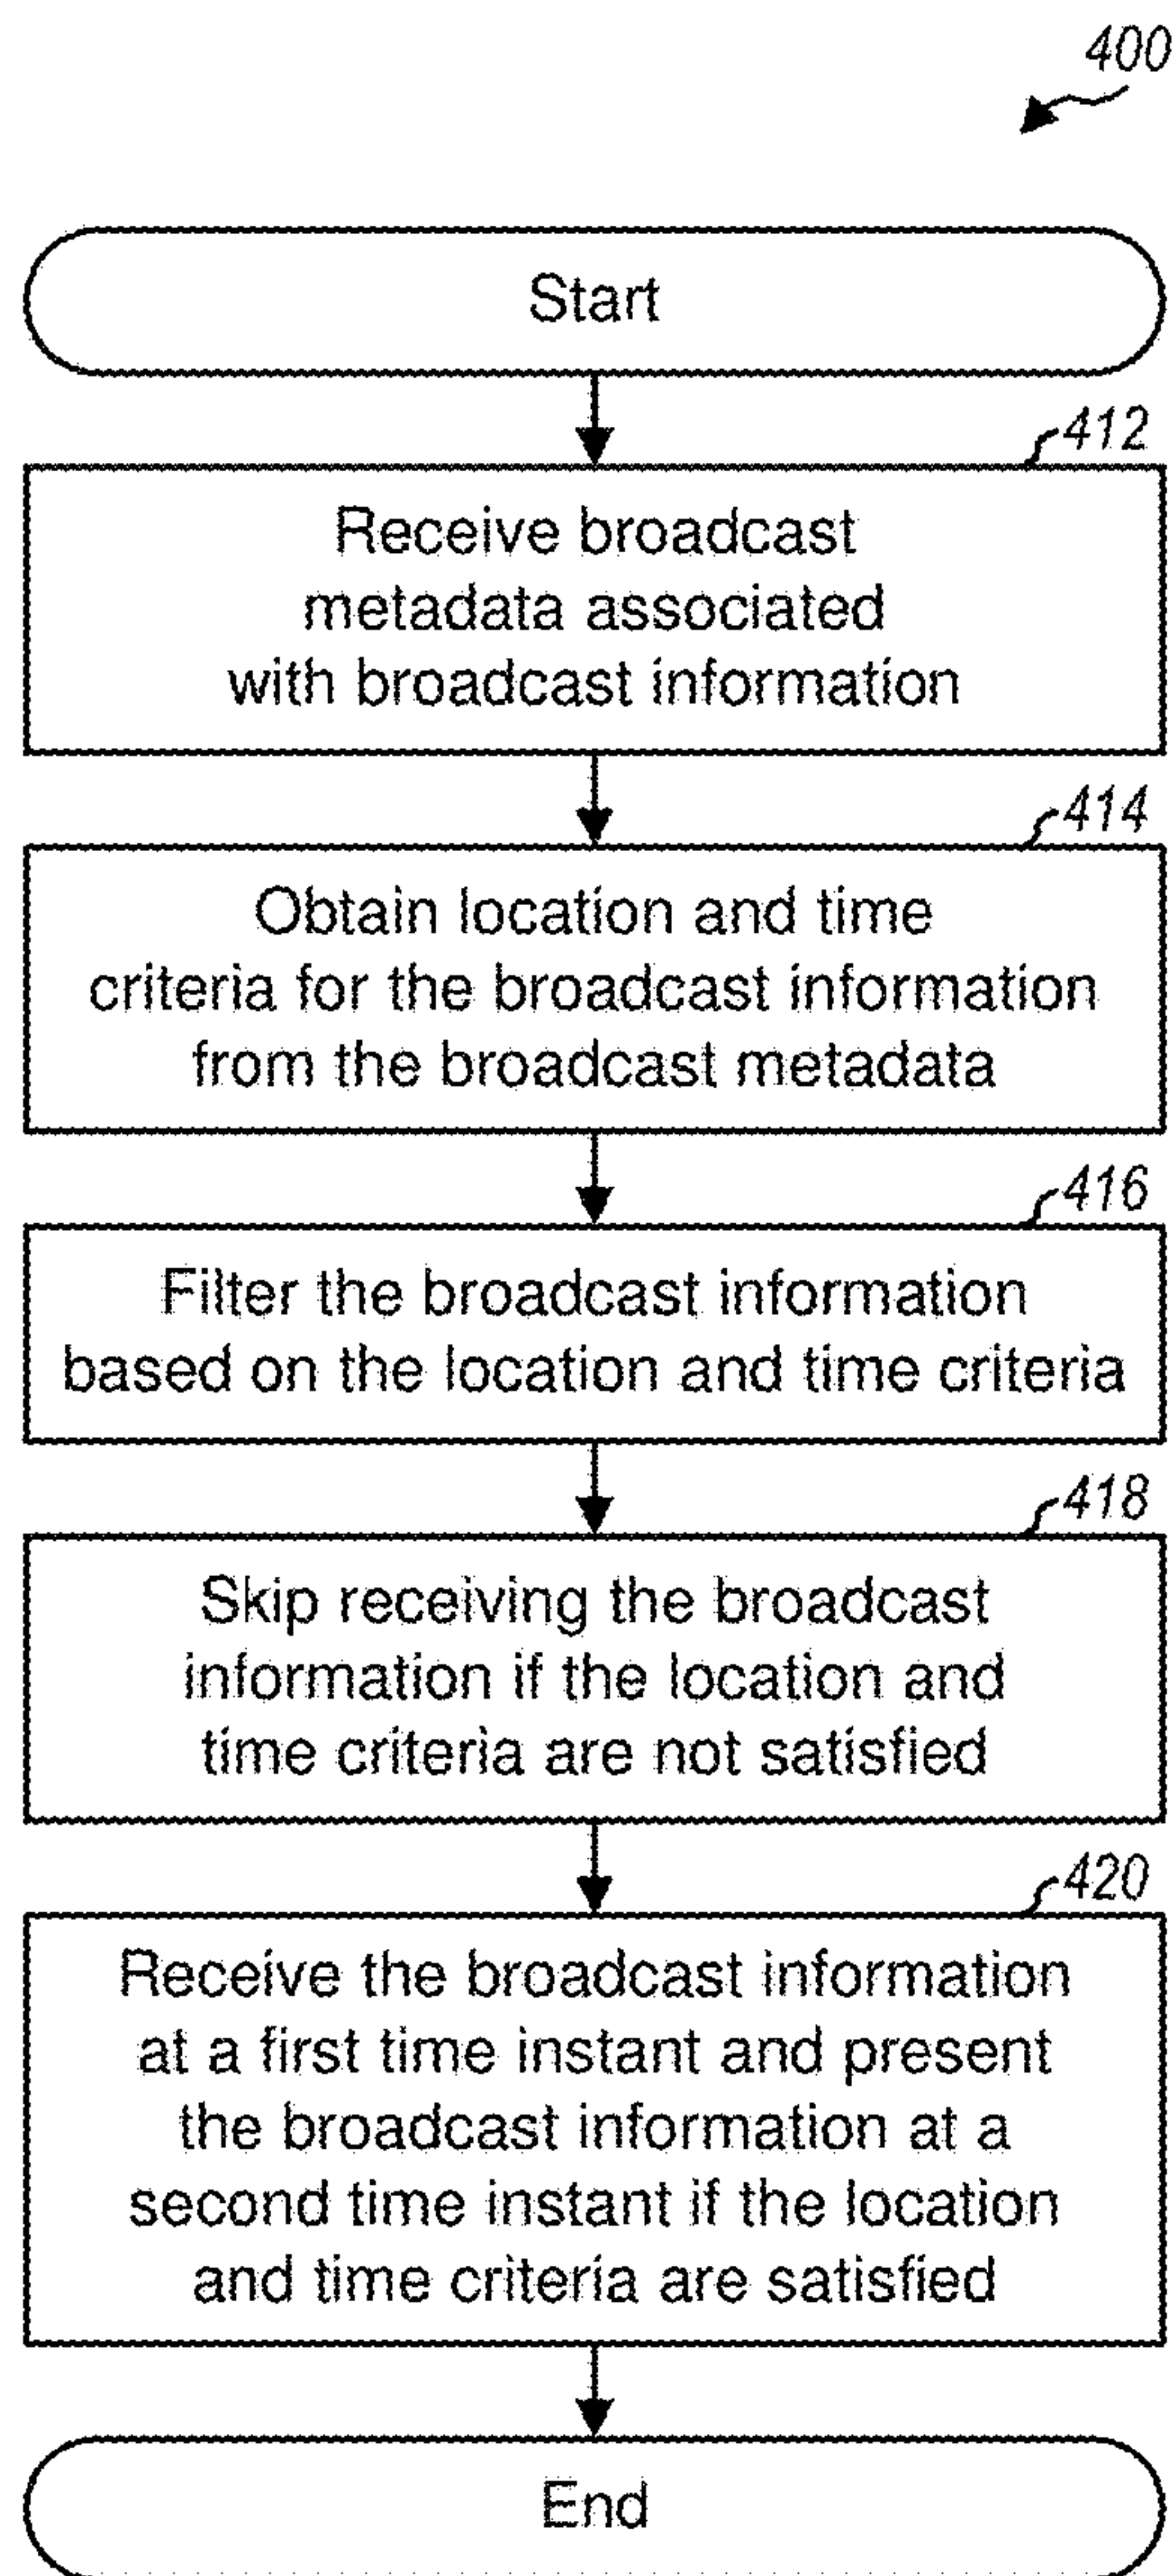 400
Start
412
Receive broadcast
metadata associated
with broadcast information
414
Obtain location and time
criteria for the broadcast information
from the broadcast metadata
416
Filter the broadcast information
based on the location and time criteria
418
Skip receiving the broadcast
information if the location and
time criteria are not satisfied
420
Receive the broadcast information
at a first time instant and present
the broadcast information at a
second time instant if the location
and time criteria are satisfied
End